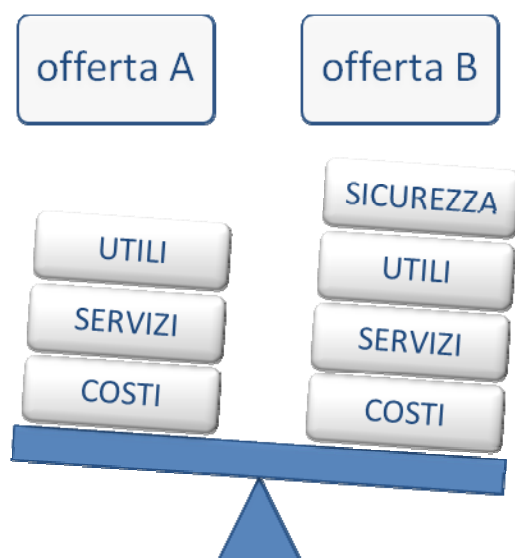 offerta A
offerta B
UTILI
SERVIZI
COSTI
SICUREZZA
UTILI
SERVIZI
COSTI